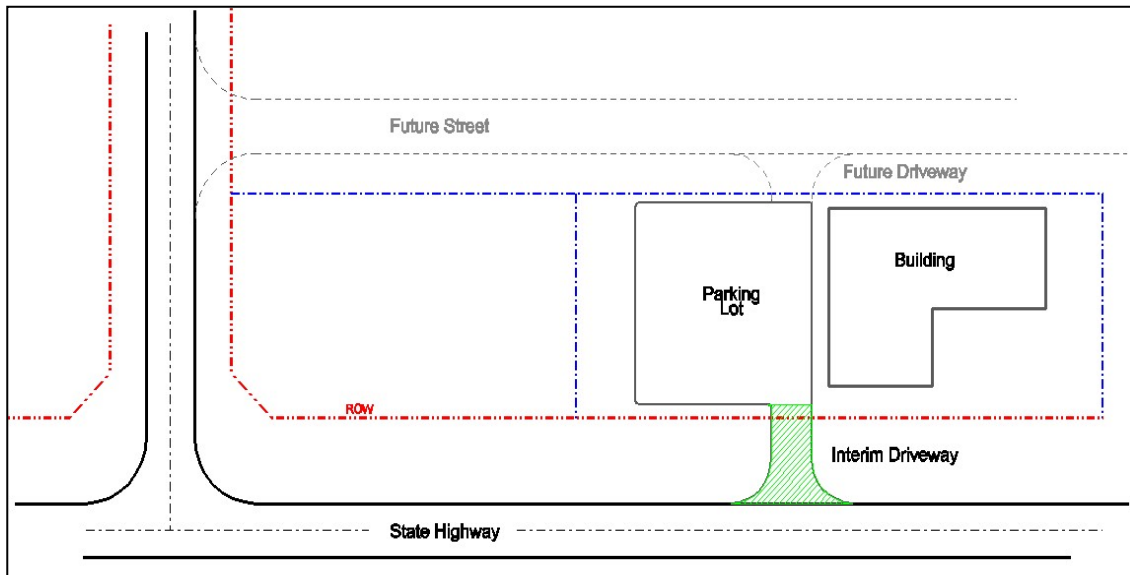 Future Street
Future Driveway
Building
Parking
Lot
ROW
Interim Driveway
State Highway